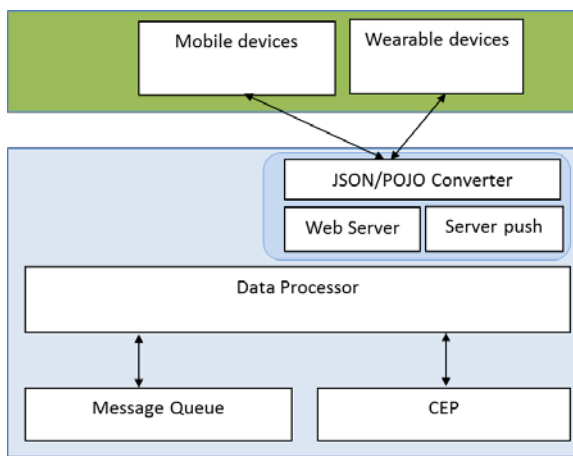 Mobile devices
Wearable devices
JSON/POJO Converter
Web Server
Server push
Data Processor
Message Queue
CEP